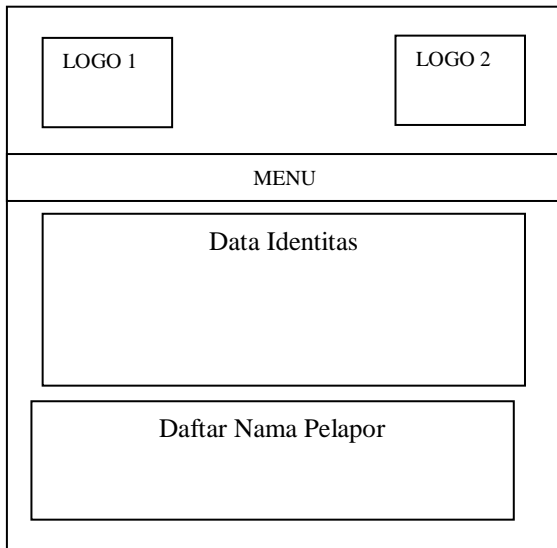 LOGO 1
LOGO 2
MENU
Data Identitas
Daftar Nama Pelapor